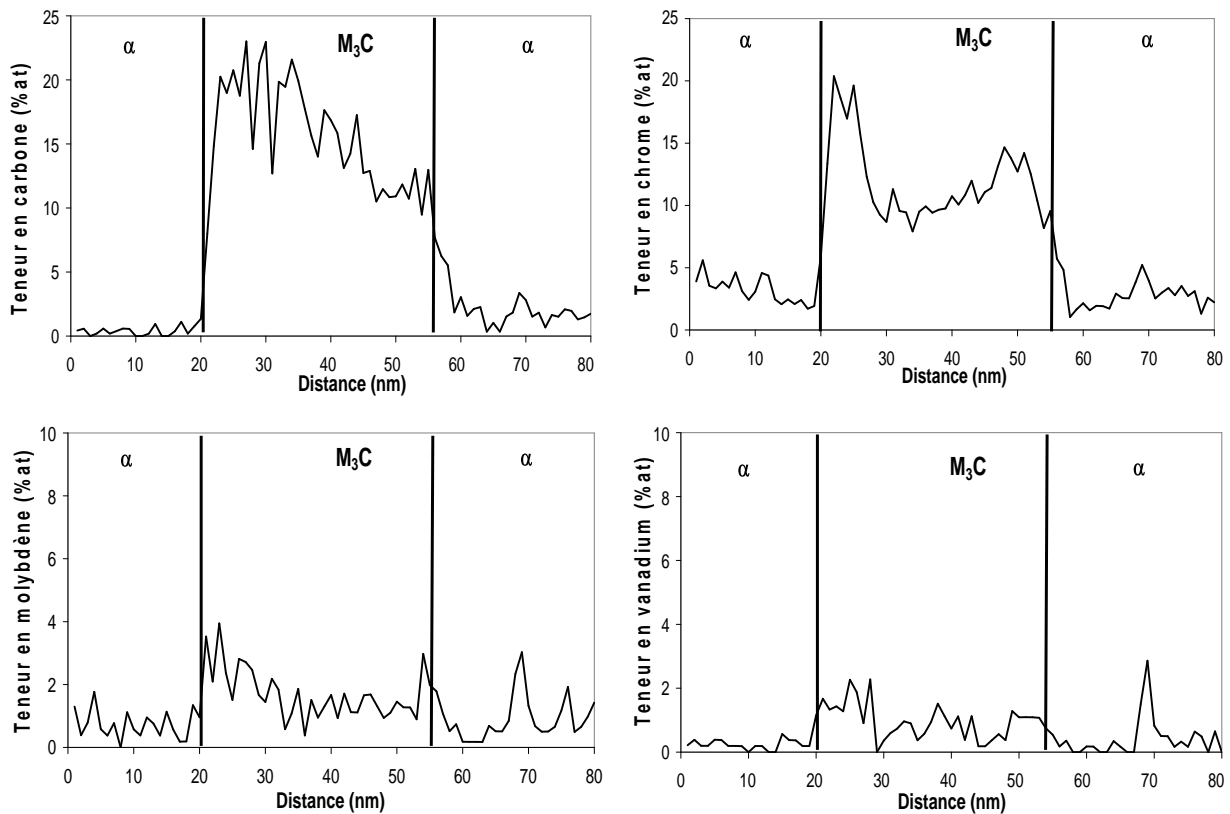 Teneur en carbone (%at)
25
20
15
10
5
0
α
M₃C
α
0 10 20 30 40 50 60 70 80
Distance (nm)
Teneur en chrome (%at)
25
20
15
10
5
0
α
M₃C
α
0 10 20 30 40 50 60 70 80
Distance (nm)
Teneur en molybdène (%at)
10
8
6
4
2
0
α
M₃C
α
0 10 20 30 40 50 60 70 80
Distance (nm)
Teneur en vanadium (%at)
10
8
6
4
2
0
α
M₃C
α
0 10 20 30 40 50 60 70 80
Distance (nm)